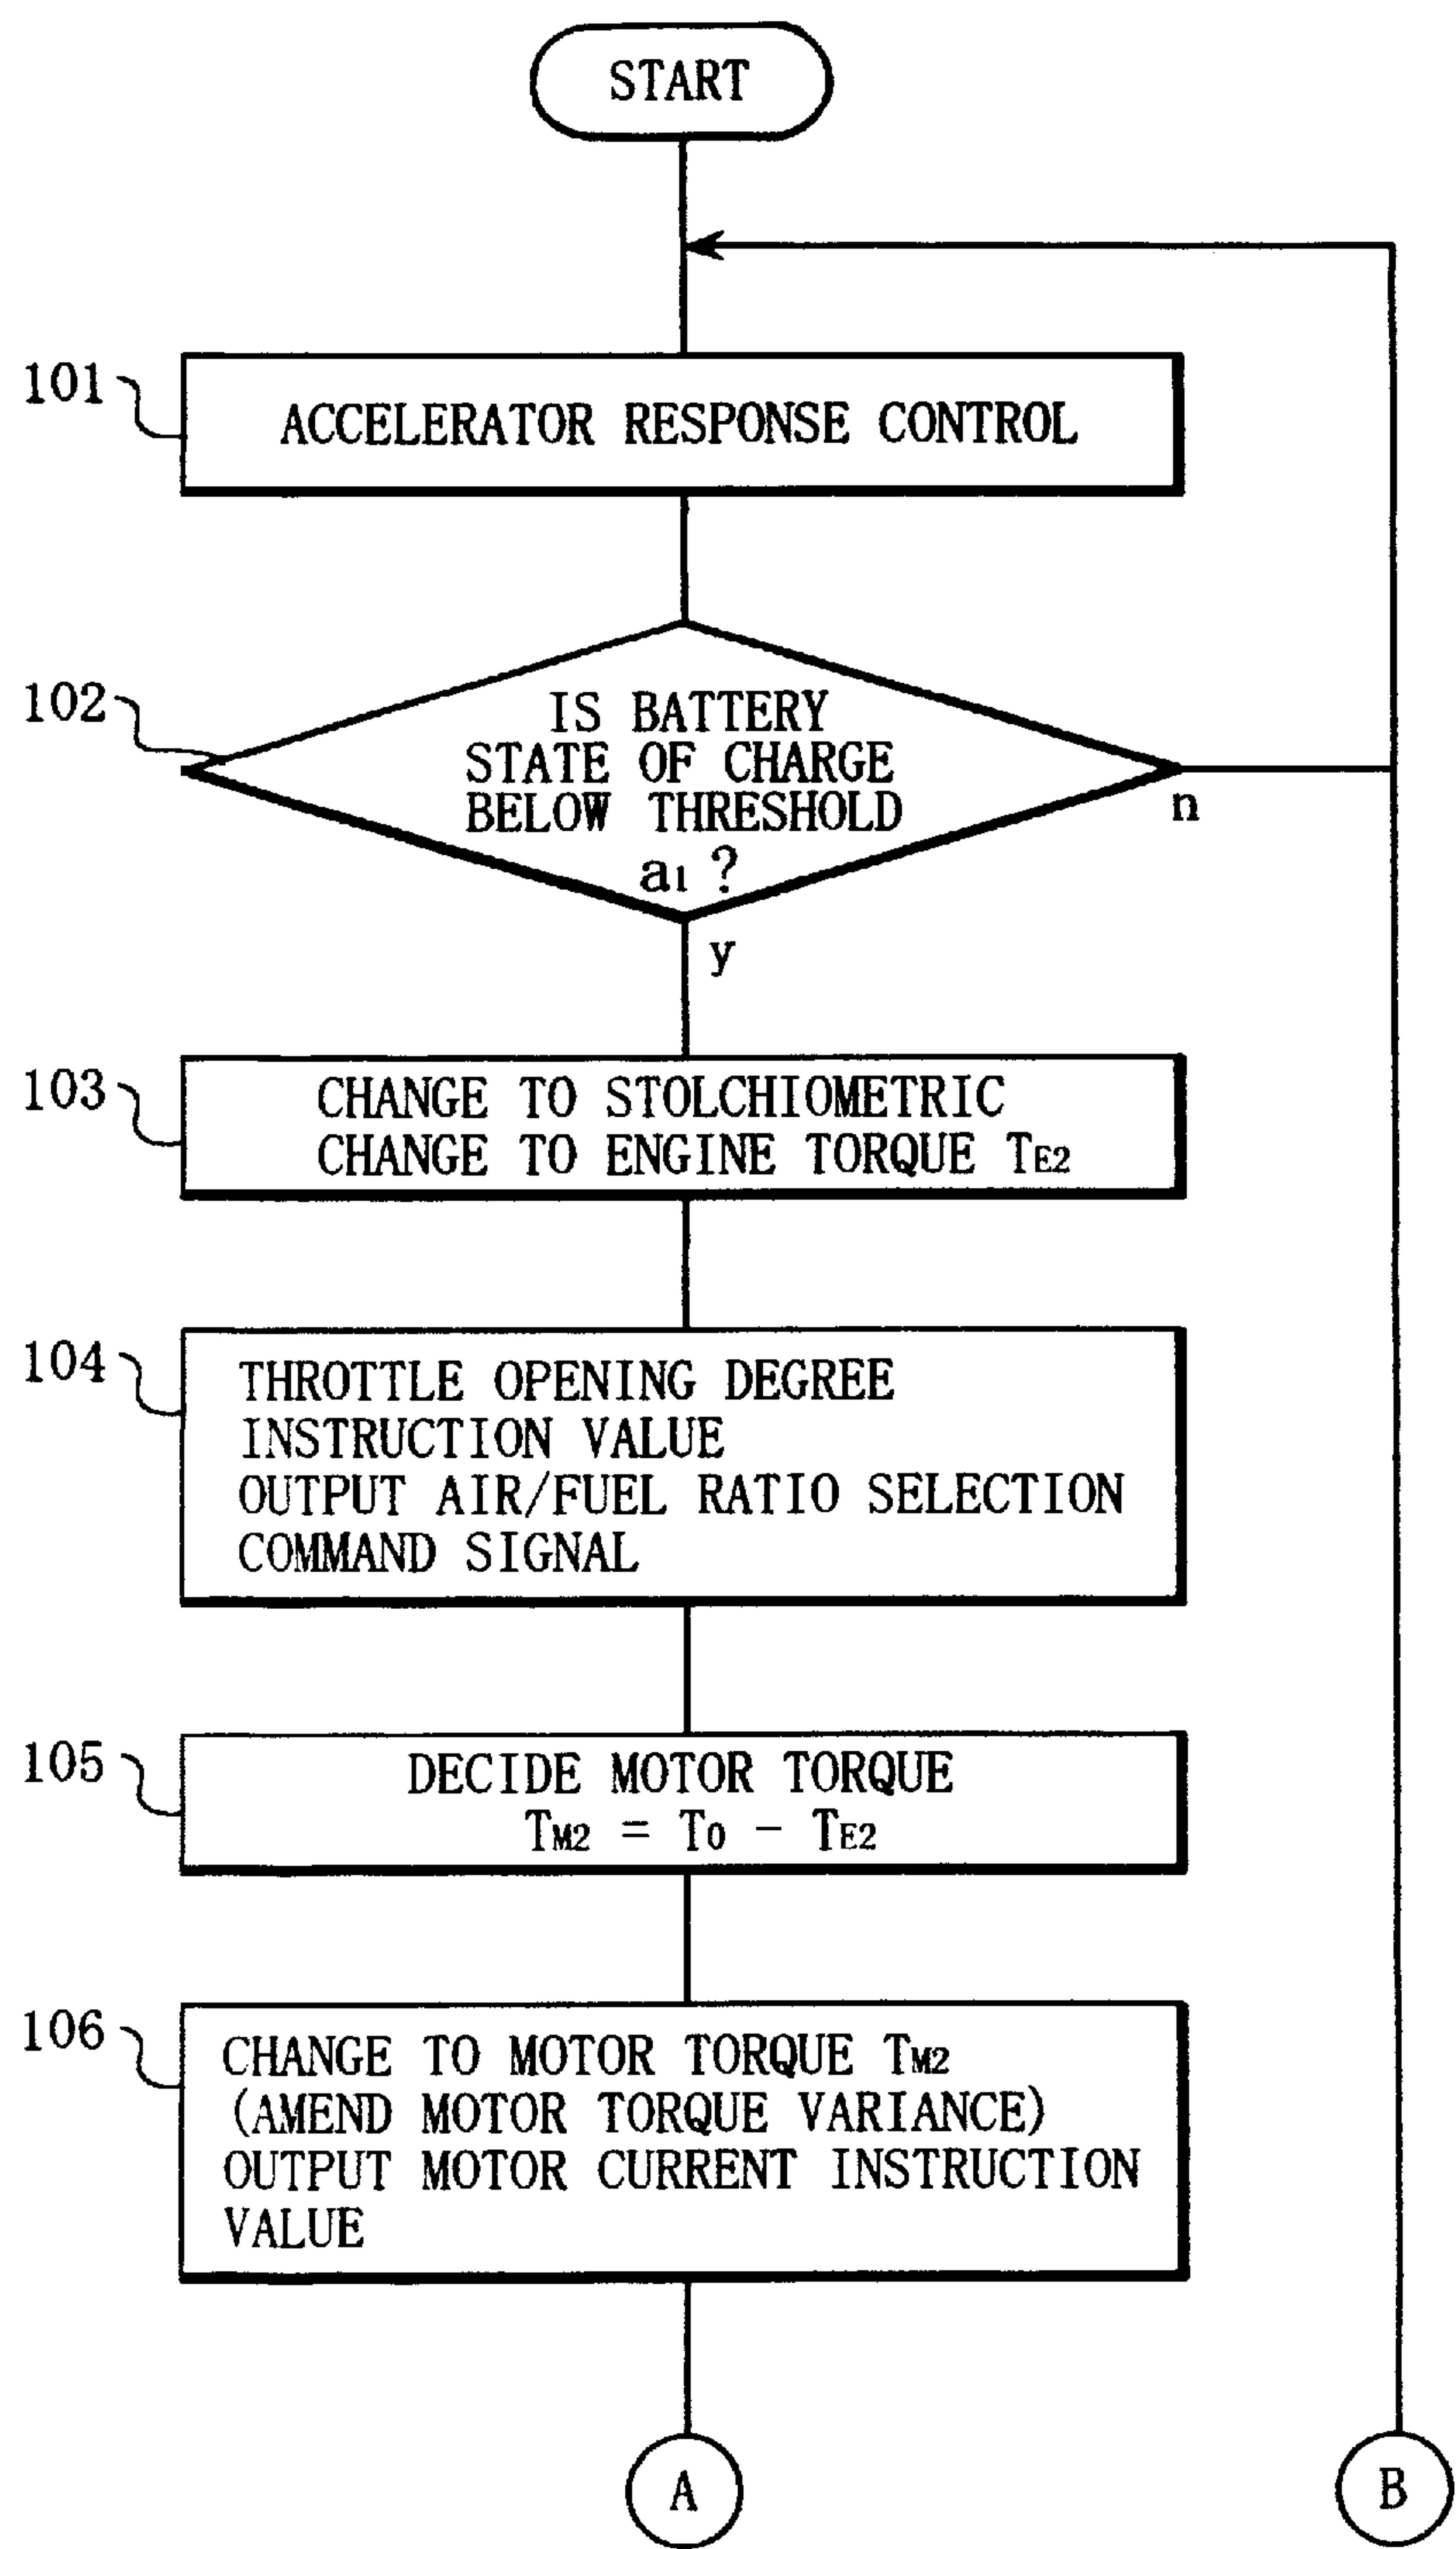 START
101
ACCELERATOR RESPONSE CONTROL
102
IS BATTERY
STATE OF CHARGE
BELOW THRESHOLD
a1 ?
n
y
103
CHANGE TO STOLCHIOMETRIC
CHANGE TO ENGINE TORQUE TE2
104
THROTTLE OPENING DEGREE
INSTRUCTION VALUE
OUTPUT AIR/FUEL RATIO SELECTION
COMMAND SIGNAL
105
DECIDE MOTOR TORQUE
TM2 = T0 - TE2
106
CHANGE TO MOTOR TORQUE TM2
(AMEND MOTOR TORQUE VARIANCE)
OUTPUT MOTOR CURRENT INSTRUCTION
VALUE
A
B